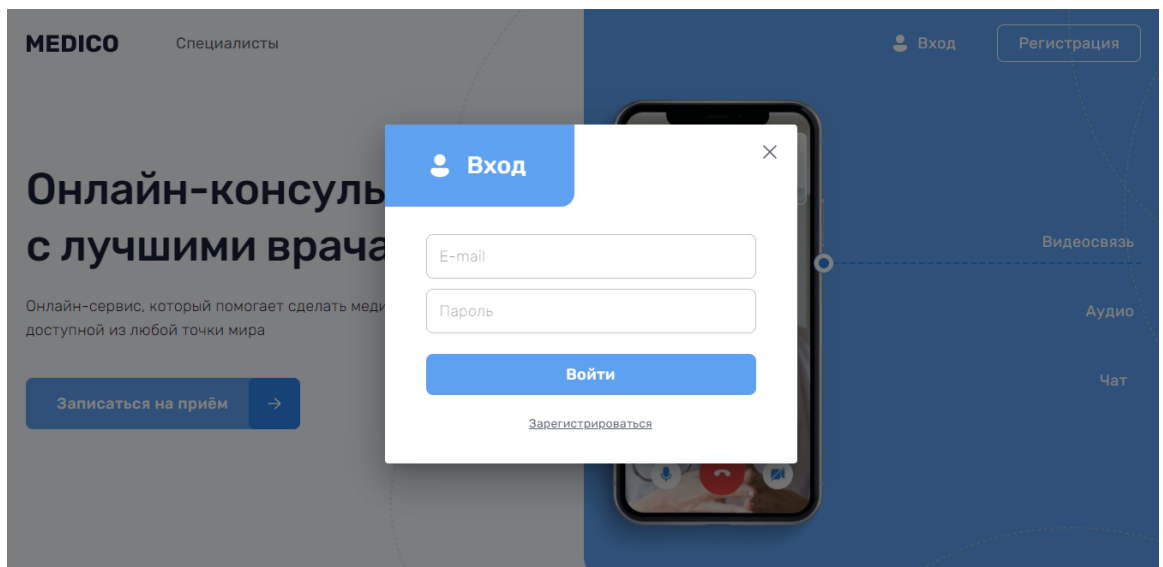 MEDICO
Специалисты
Вход
Регистрация
Онлайн-консуль
с лучшими врача
Онлайн-сервис, который помогает сделать меди
доступной из любой точки мира
Записаться на приём
Вход
E-mail
Пароль
Войти
Зарегистрироваться
Видеосвязь
Аудио
Чат